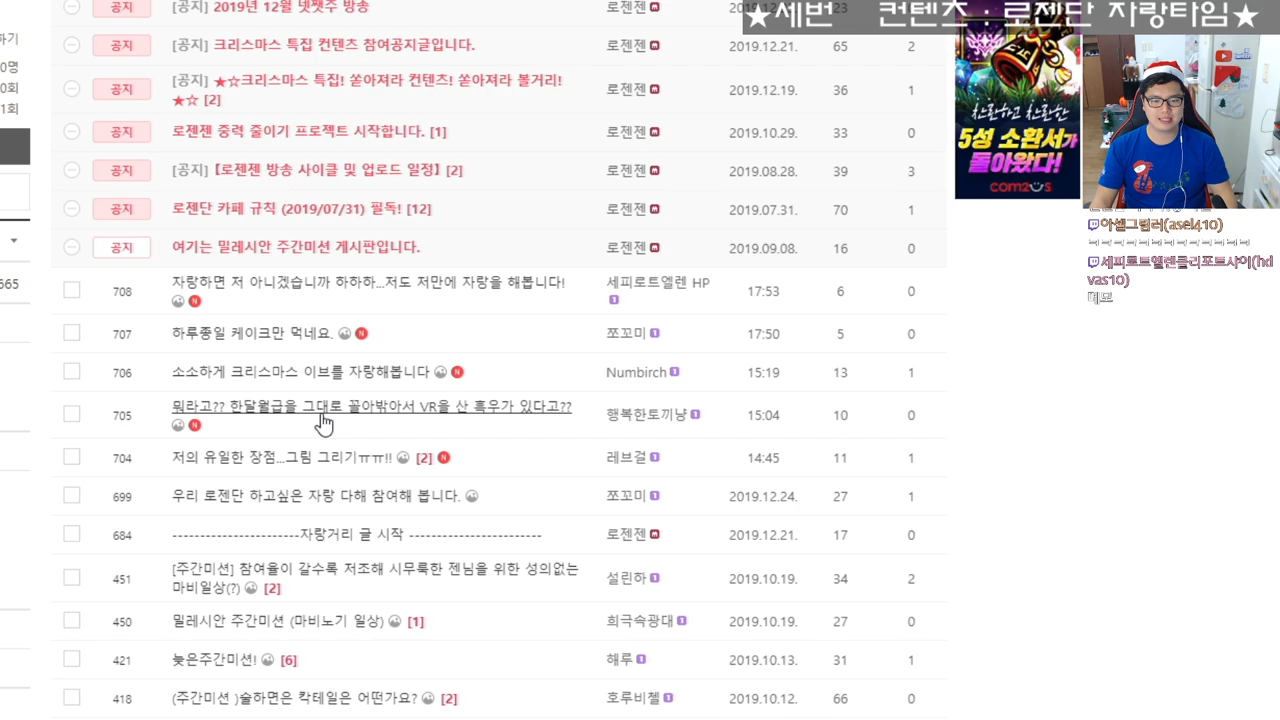 공지 [공지] 2019년 12월 넷쨋주 방송 로젠젠
★세번 컨텐츠 : 로젠단 자랑타임★
하기
0명
0회
1회
665
공지 [공지] 크리스마스 특집 컨텐츠 참여공지글입니다. 로젠젠 2019.12.21. 65 2
공지 [공지] ★☆크리스마스 특집! 쏟아져라 컨텐츠! 쏟아져라 볼거리!
★☆ [2] 로젠젠 2019.12.19. 36 1
공지 로젠젠 중력 줄이기 프로젝트 시작합니다. [1] 로젠젠 2019.10.29. 33 0
공지 [공지] 【로젠젠 방송 사이클 및 업로드 일정】 [2] 로젠젠 2019.08.28. 39 3
공지 로젠단 카페 규칙 (2019/07/31) 필독! [12] 로젠젠 2019.07.31. 70 1
공지 여기는 밀레시안 주간미션 게시판입니다. 로젠젠 2019.09.08. 16 0
708 자랑하면 저 아니겠습니까 하하하...저도 저만에 자랑을 해봅니다! N 세피로트엘렌 HP 17:53 6 0
707 하루종일 케이크만 먹네요. N 쪼꼬미 17:50 5 0
706 소소하게 크리스마스 이브를 자랑해봅니다 N Numbirch 15:19 13 1
705 뭐라고?? 한달월급을 그대로 꼴아밖아서 VR을 산 흑우가 있다고?? N 행복한토끼냥 15:04 10 0
704 저의 유일한 장점...그림 그리기ㅠㅠ!! [2] N 레브걸 14:45 11 1
699 우리 로젠단 하고싶은 자랑 다해 참여해 봅니다. 쪼꼬미 2019.12.24. 27 1
684 -----------------------자랑거리 글 시작 ------------------------ 로젠젠 2019.12.21. 17 0
451 [주간미션] 참여율이 갈수록 저조해 시무룩한 젠님을 위한 성의없는
마비일상(?) [2] 설린하 2019.10.19. 34 2
450 밀레시안 주간미션 (마비노기 일상) [1] 희극속광대 2019.10.19. 27 0
421 늦은주간미션! [6] 해루 2019.10.13. 31 1
418 (주간미션 )술하면은 칵테일은 어떤가요? [2] 호루비첼 2019.10.12. 66 0
찬란하고 찬란한
5성 소환서가
돌아왔다!
com2us
아셀그럼러(asel410)
ㅋㅋㅋㅋㅋㅋㅋㅋㅋㅋㅋㅋㅋ
세피로트엘렌클리포트샤이(hd
vas10)